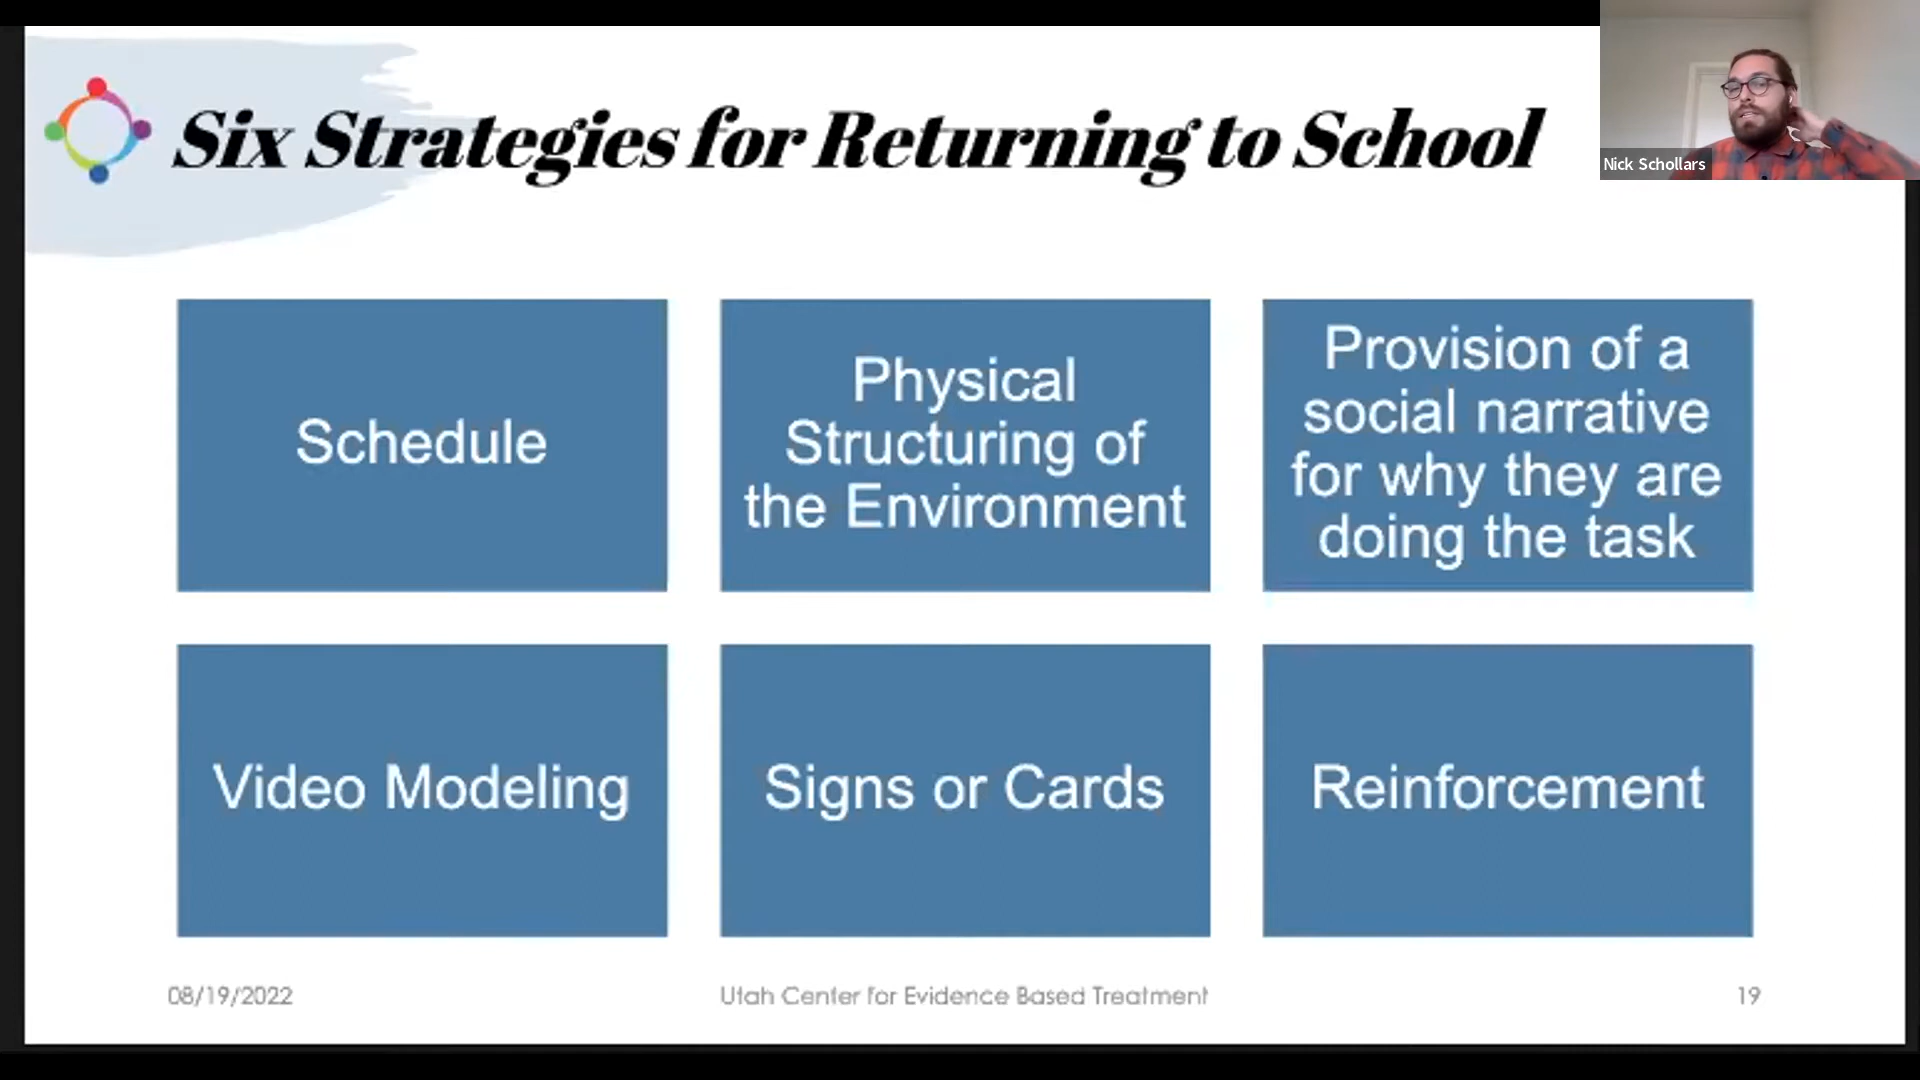 Six Strategies for Returning to School
Nick Schollars
Schedule
Physical
Structuring of
the Environment
Provision of a
social narrative
for why they are
doing the task
Video Modeling
Signs or Cards
Reinforcement
08/19/2022
Utah Center for Evidence Based Treatment
19